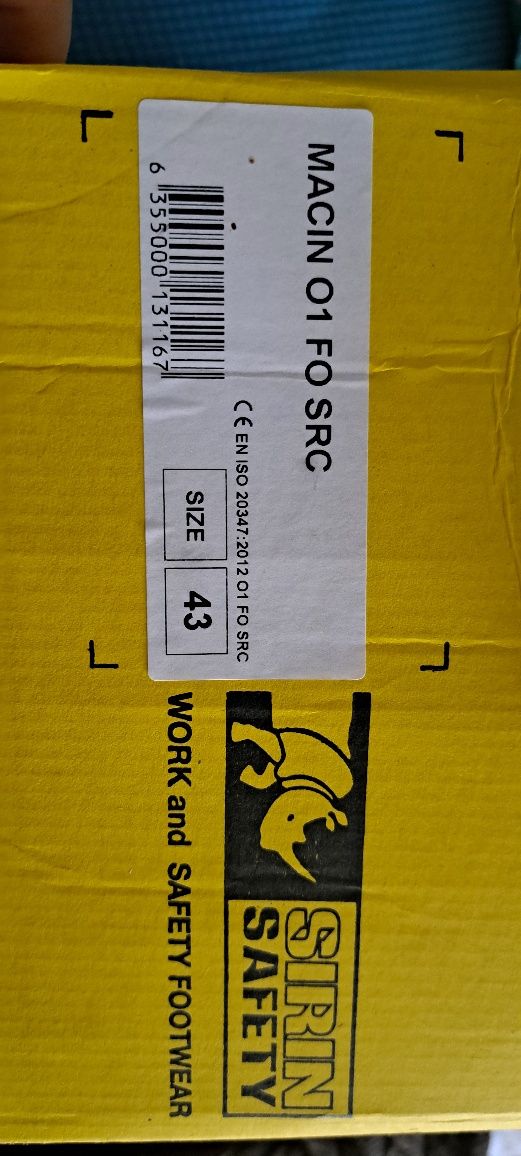 MACIN O1 FO SRC
CE EN ISO 20347:2012 O1 FO SRC
6 355000 131167
SIZE 43
SIRIN
SAFETY
WORK and SAFETY FOOTWEAR